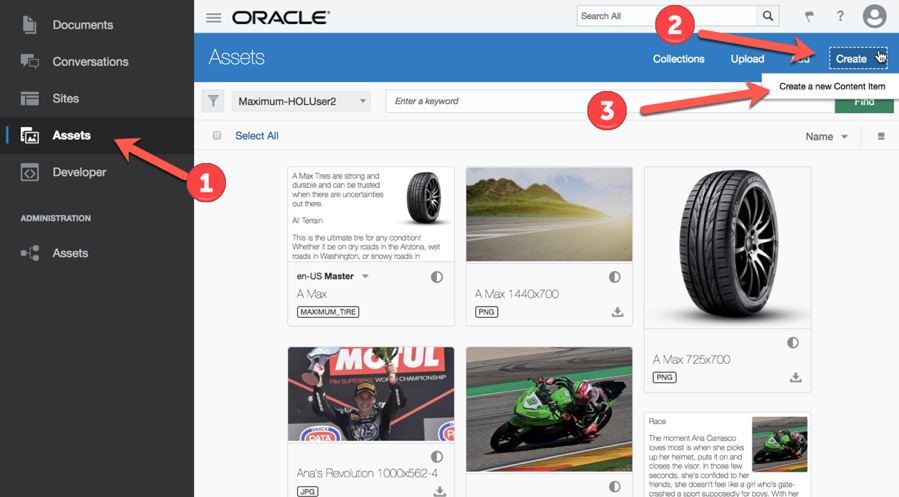 Documents
Conversations
Sites
Assets
Developer
ADMINISTRATION
Assets
ORACLE®
Search All
?
Assets
Collections
Upload
Create
Create a new Content Item
Maximum-HOLUser2
Enter a keyword
Find
Select All
Name
1
2
3
A Max Tires are strong and
durable and can be trusted
when there are uncertainties
out there.
All Terrain
This is the ultimate tire for any condition!
Whether it be on dry roads in the Arizona, wet
roads in Washington, or snowy roads in
en-US Master
A Max
MAXIMUM_TIRE
A Max 1440x700
PNG
A Max 725x700
PNG
MOTUL
FIM SUPERBIKE WORLD CHAMPIONSHIP
PATA
Ana's Revolution 1000x562-4
JPG
Race
The moment Ana Carrasco
loves most is when she picks
up her helmet, puts it on and
closes the visor. In those few
seconds, she's confided to her
friends, she doesn't feel like a girl who's gate-
crashed a sport supposedly for boys. With her